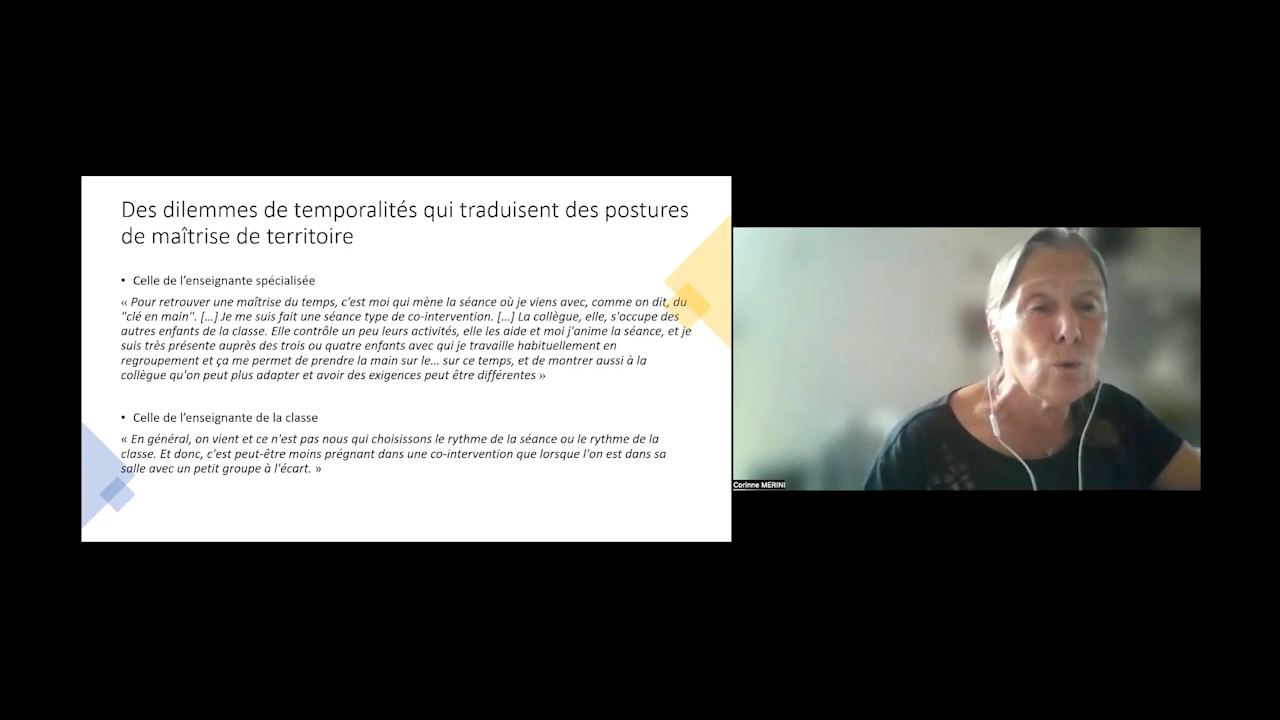 Des dilemmes de temporalités qui traduisent des postures
de maîtrise de territoire
• Celle de l'enseignante spécialisée
« Pour retrouver une maîtrise du temps, c'est moi qui mène la séance où je viens avec, comme on dit, du
"clé en main". [...] Je me suis fait une séance type de co-intervention. [...] La collègue, elle, s'occupe des
autres enfants de la classe. Elle contrôle un peu leurs activités, elle les aide et moi j'anime la séance, et je
suis très présente auprès des trois ou quatre enfants avec qui je travaille habituellement en
regroupement et ça me permet de prendre la main sur le... sur ce temps, et de montrer aussi à la
collègue qu'on peut plus adapter et avoir des exigences peut être différentes »
• Celle de l'enseignante de la classe
« En général, on vient et ce n'est pas nous qui choisissons le rythme de la séance ou le rythme de la
classe. Et donc, c'est peut-être moins prégnant dans une co-intervention que lorsque l'on est dans sa
salle avec un petit groupe à l'écart. »
Corinne MERINI